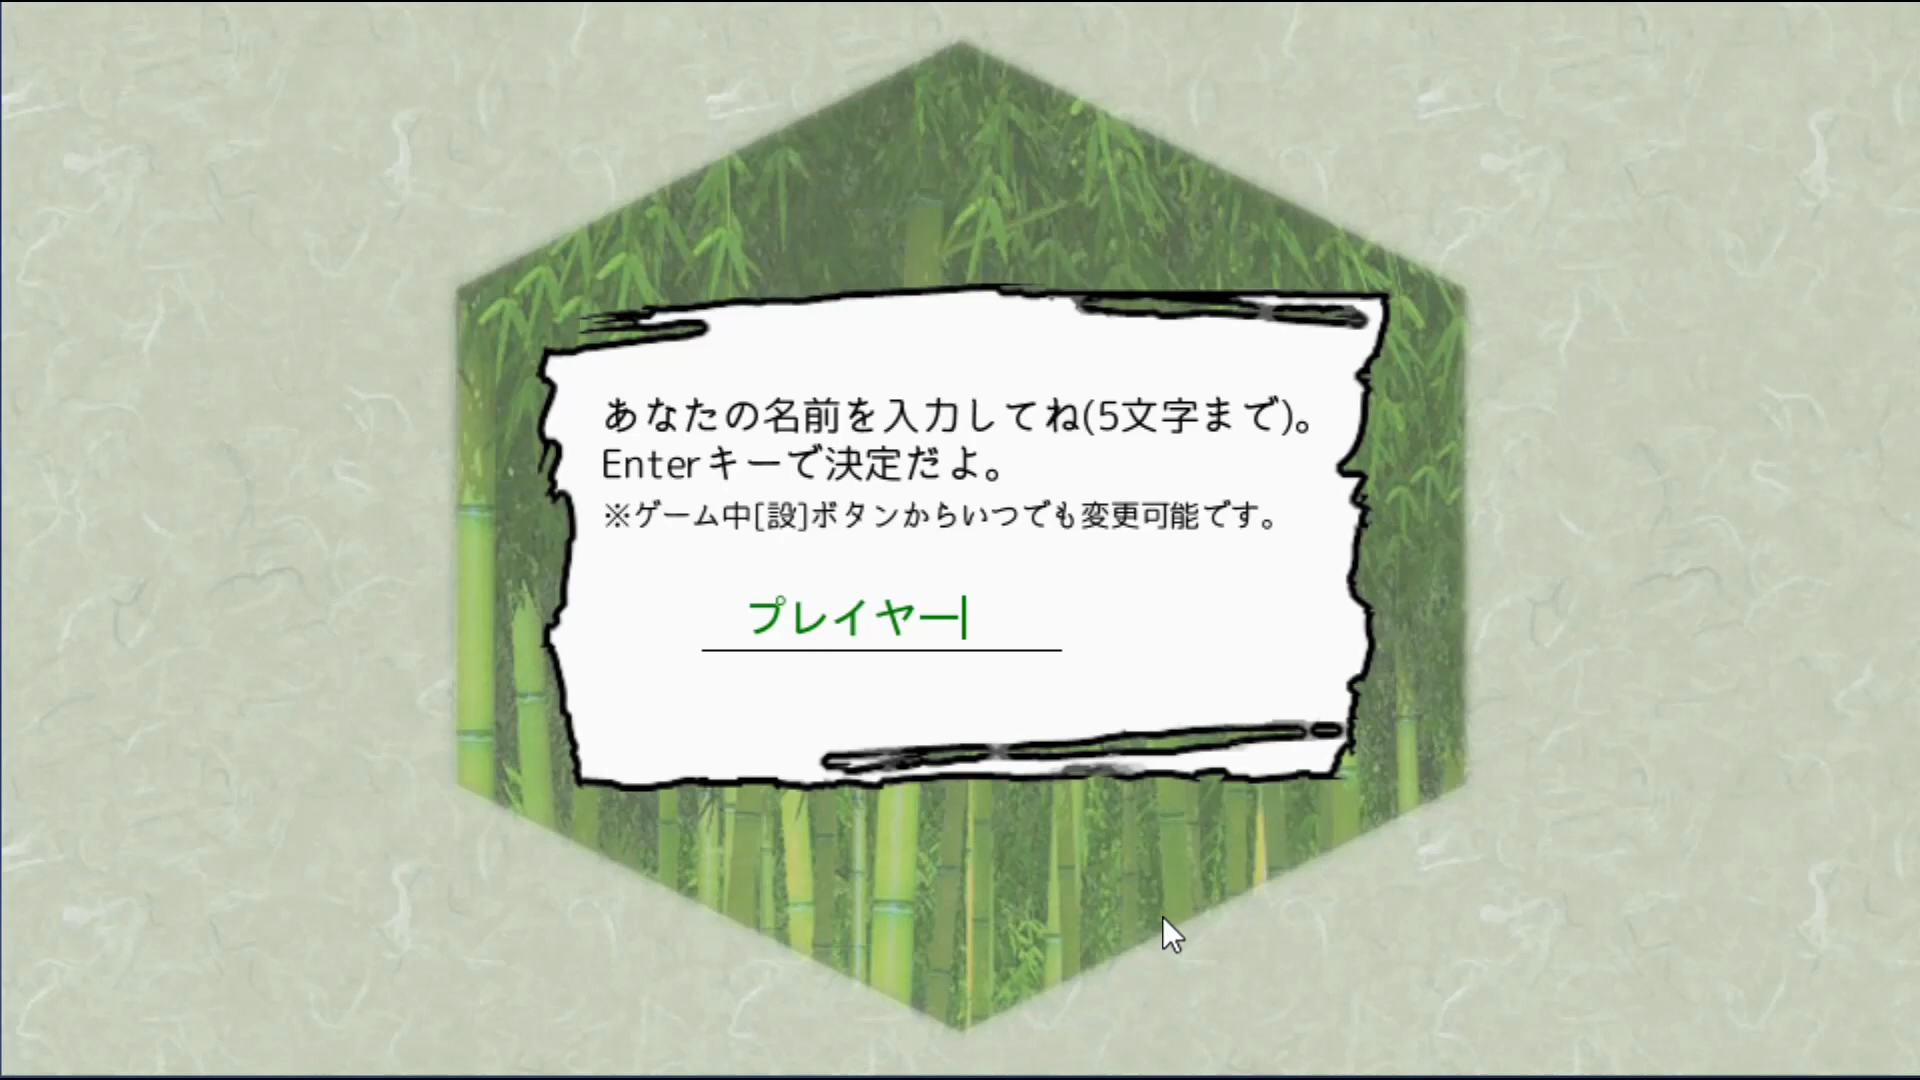 あなたの名前を入力してね(5文字まで)。
Enterキーで決定だよ。
※ゲーム中[設]ボタンからいつでも変更可能です。
プレイヤー